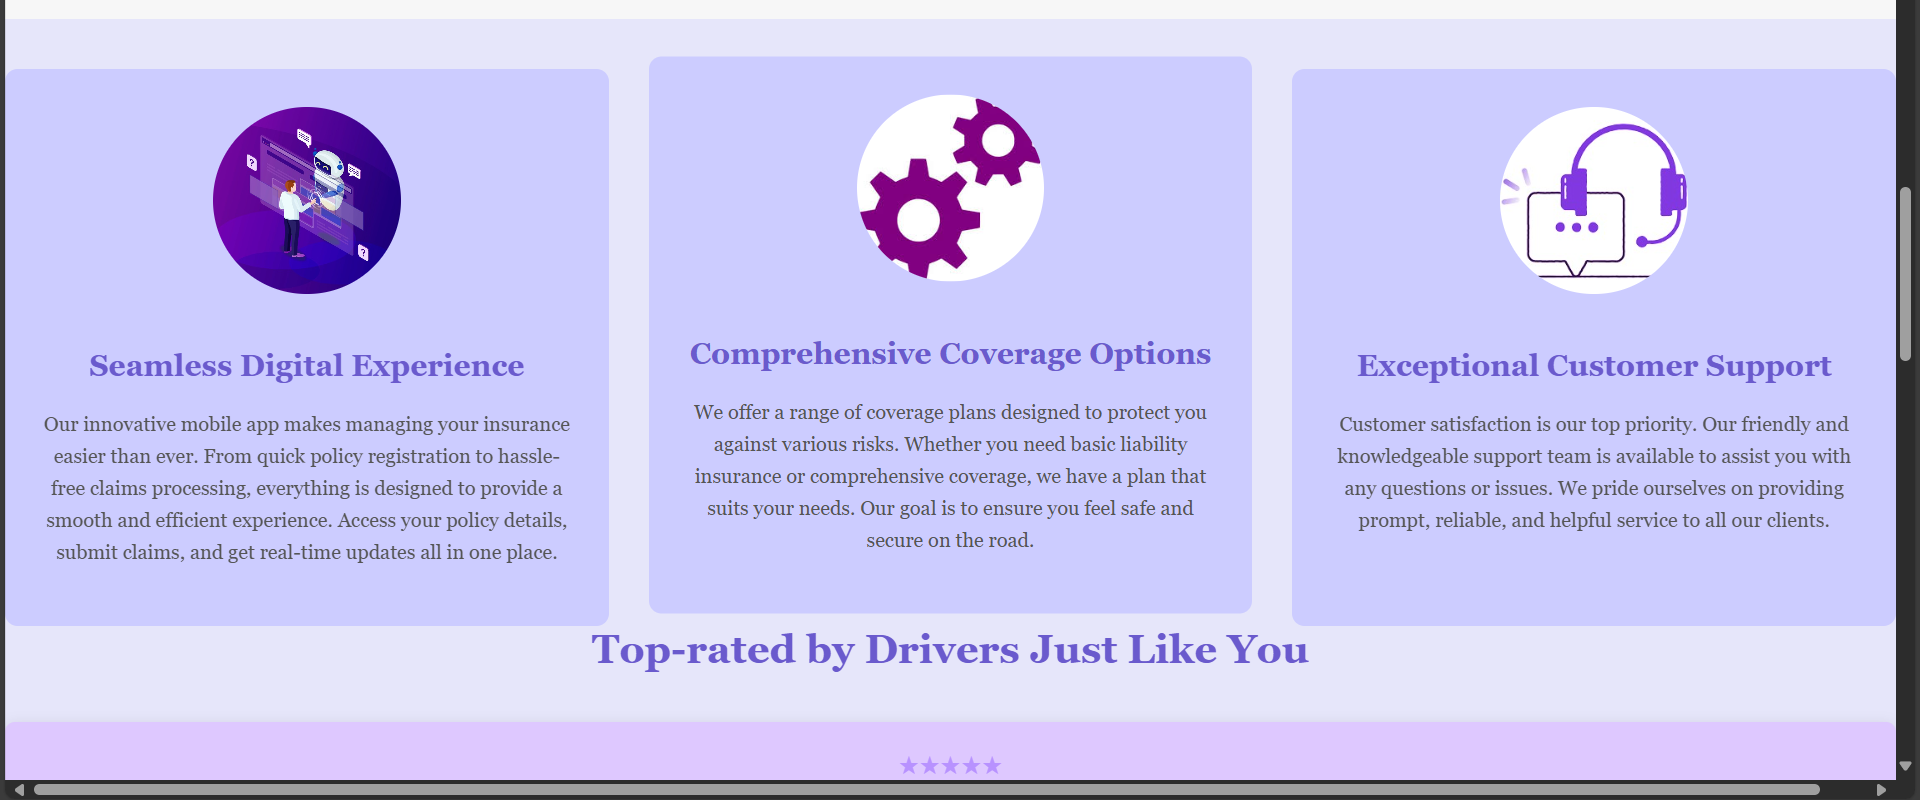 Seamless Digital Experience
Our innovative mobile app makes managing your insurance
easier than ever. From quick policy registration to hassle-
free claims processing, everything is designed to provide a
smooth and efficient experience. Access your policy details,
submit claims, and get real-time updates all in one place.
Comprehensive Coverage Options
We offer a range of coverage plans designed to protect you
against various risks. Whether you need basic liability
insurance or comprehensive coverage, we have a plan that
suits your needs. Our goal is to ensure you feel safe and
secure on the road.
Exceptional Customer Support
Customer satisfaction is our top priority. Our friendly and
knowledgeable support team is available to assist you with
any questions or issues. We pride ourselves on providing
prompt, reliable, and helpful service to all our clients.
Top-rated by Drivers Just Like You
★★★★★